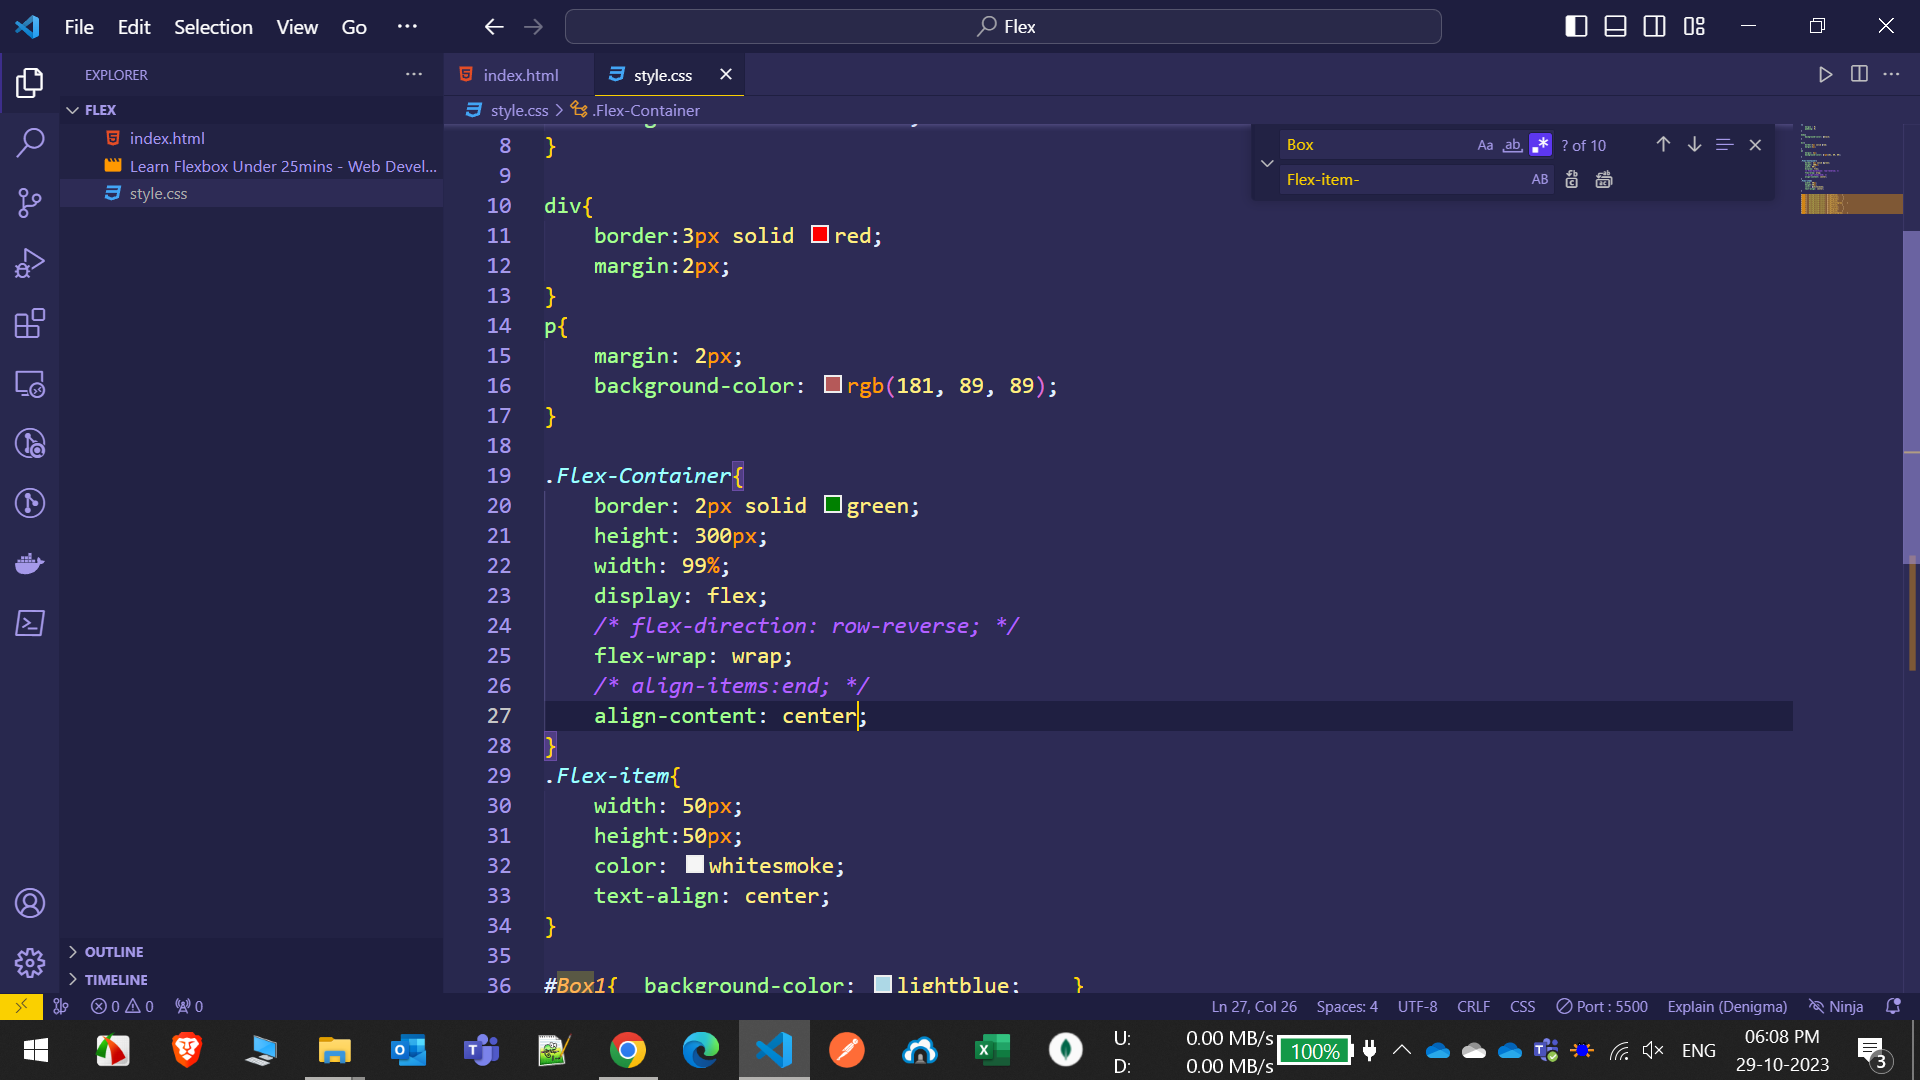 File Edit Selection View Go ···
Flex
EXPLORER
FLEX
index.html
Learn Flexbox Under 25mins - Web Devel...
style.css
OUTLINE
TIMELINE
index.html
style.css
style.css > .Flex-Container
Box Aa ab ? of 10
Flex-item- AB
8 }
9
10 div{
11 border:3px solid red;
12 margin:2px;
13 }
14 p{
15 margin: 2px;
16 background-color: rgb(181, 89, 89);
17 }
18
19 .Flex-Container{
20 border: 2px solid green;
21 height: 300px;
22 width: 99%;
23 display: flex;
24 /* flex-direction: row-reverse; */
25 flex-wrap: wrap;
26 /* align-items:end; */
27 align-content: center;
28 }
29 .Flex-item{
30 width: 50px;
31 height:50px;
32 color: whitesmoke;
33 text-align: center;
34 }
35
36 #Box1{ background-color: lightblue; }
0 0 0 Ln 27, Col 26 Spaces: 4 UTF-8 CRLF CSS Port : 5500 Explain (Denigma) Ninja
U: 0.00 MB/s
D: 0.00 MB/s
100%
ENG
06:08 PM
29-10-2023
3